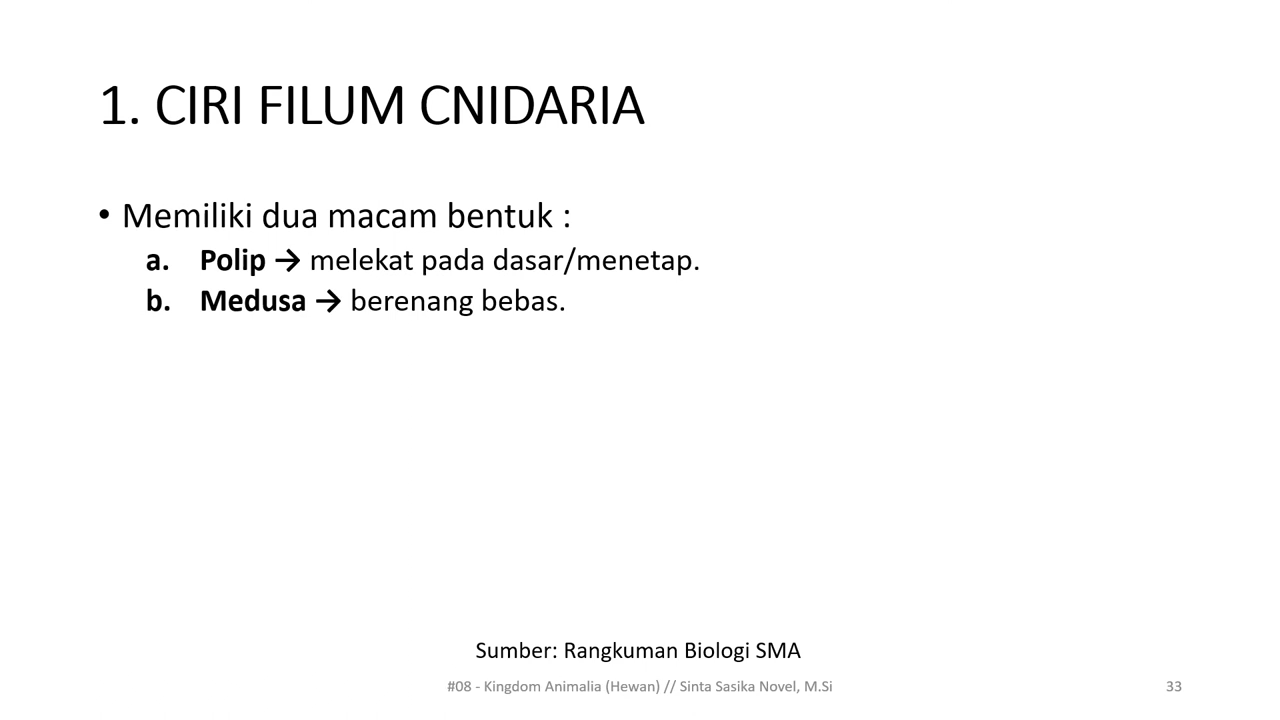 1. CIRI FILUM CNIDARIA
• Memiliki dua macam bentuk :
a. Polip → melekat pada dasar/menetap.
b. Medusa → berenang bebas.
Sumber: Rangkuman Biologi SMA
#08 - Kingdom Animalia (Hewan) // Sinta Sasika Novel, M.Si
33